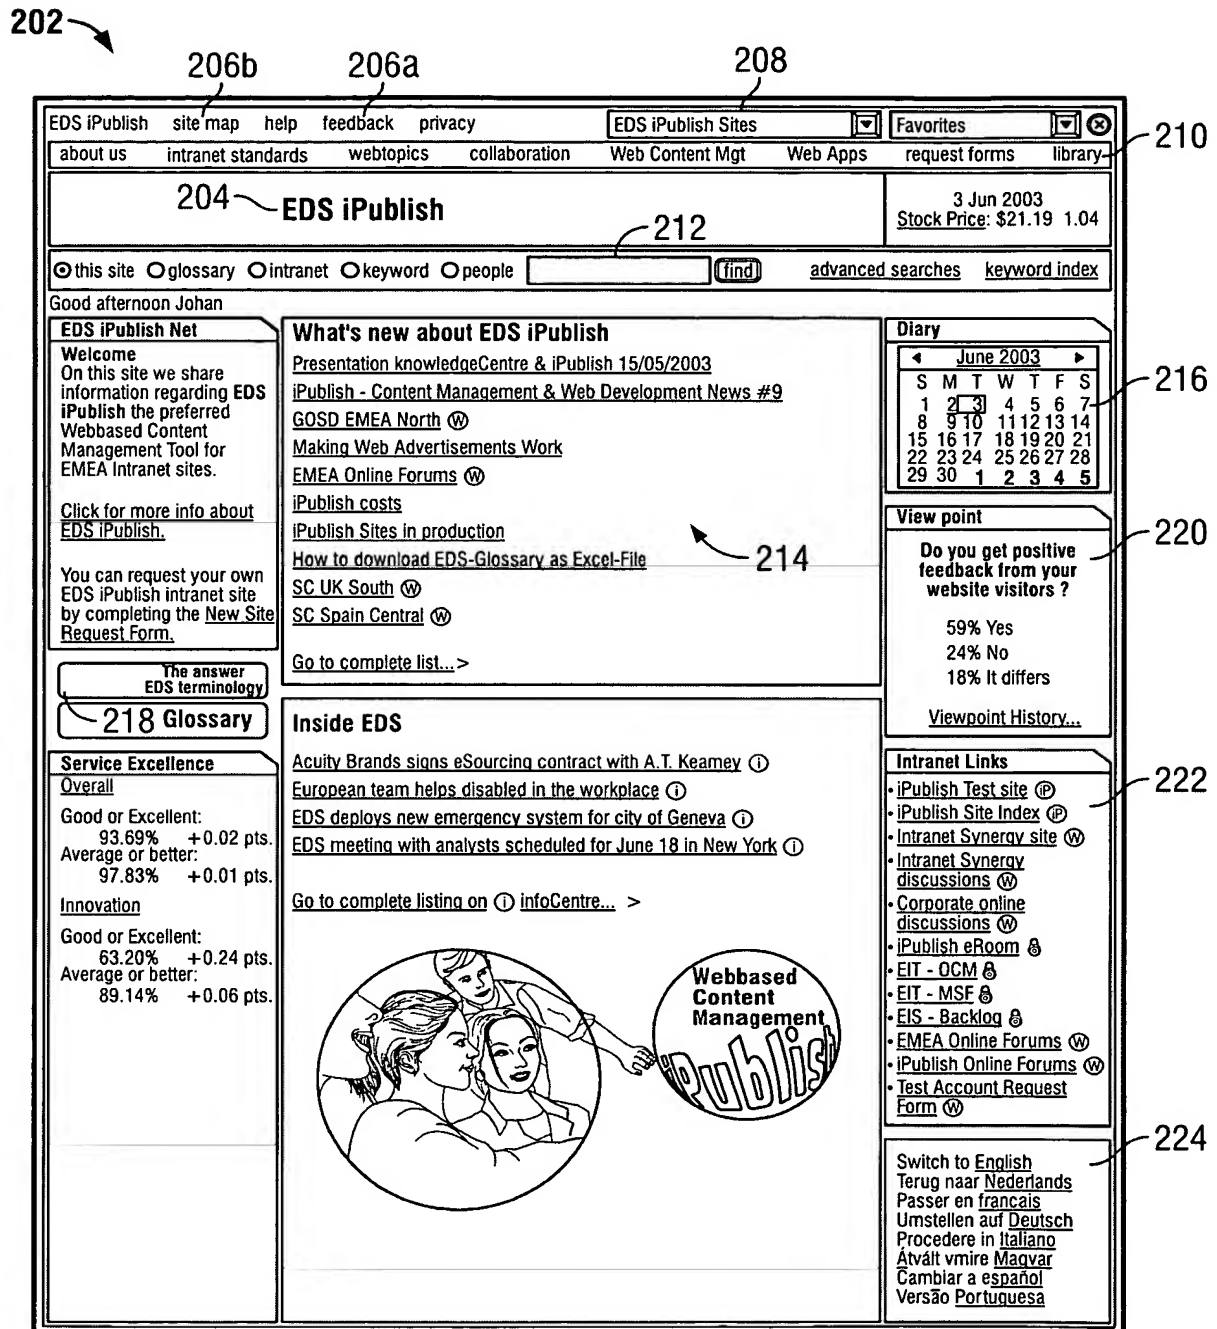 202
206b 206a 208
EDS iPublish site map help feedback privacy EDS iPublish Sites Favorites
about us intranet standards webtopics collaboration Web Content Mgt Web Apps request forms library
210
204 EDS iPublish
3 Jun 2003
Stock Price: $21.19 1.04
212
this site glossary intranet keyword people find advanced searches keyword index
Good afternoon Johan
EDS iPublish Net
Welcome
On this site we share
information regarding EDS
iPublish the preferred
Webbased Content
Management Tool for
EMEA Intranet sites.
Click for more info about
EDS iPublish.
You can request your own
EDS iPublish intranet site
by completing the New Site
Request Form.
The answer
EDS terminology
218 Glossary
Service Excellence
Overall
Good or Excellent:
93.69% +0.02 pts.
Average or better:
97.83% +0.01 pts.
Innovation
Good or Excellent:
63.20% +0.24 pts.
Average or better:
89.14% +0.06 pts.
What's new about EDS iPublish
Presentation knowledgeCentre & iPublish 15/05/2003
iPublish - Content Management & Web Development News #9
GOSD EMEA North W
Making Web Advertisements Work
EMEA Online Forums W
iPublish costs
iPublish Sites in production
How to download EDS-Glossary as Excel-File
SC UK South W
SC Spain Central W
Go to complete list...>
214
Inside EDS
Acuity Brands signs eSourcing contract with A.T. Kearney i
European team helps disabled in the workplace i
EDS deploys new emergency system for city of Geneva i
EDS meeting with analysts scheduled for June 18 in New York i
Go to complete listing on i infoCentre... >
Webbased
Content
Management
iPublish
Diary
June 2003
S M T W T F S
1 2 3 4 5 6 7
8 9 10 11 12 13 14
15 16 17 18 19 20 21
22 23 24 25 26 27 28
29 30 1 2 3 4 5
216
View point
Do you get positive
feedback from your
website visitors ?
59% Yes
24% No
18% It differs
Viewpoint History...
220
Intranet Links
• iPublish Test site iP
• iPublish Site Index iP
• Intranet Synergy site W
• Intranet Synergy
discussions W
• Corporate online
discussions W
• iPublish eRoom
• EIT - OCM
• EIT - MSF
• EIS - Backlog
• EMEA Online Forums W
• iPublish Online Forums W
• Test Account Request
Form W
222
Switch to English
Terug naar Nederlands
Passer en francais
Umstellen auf Deutsch
Procedere in Italiano
Átvált vmire Magyar
Cambiar a español
Versão Portuguesa
224